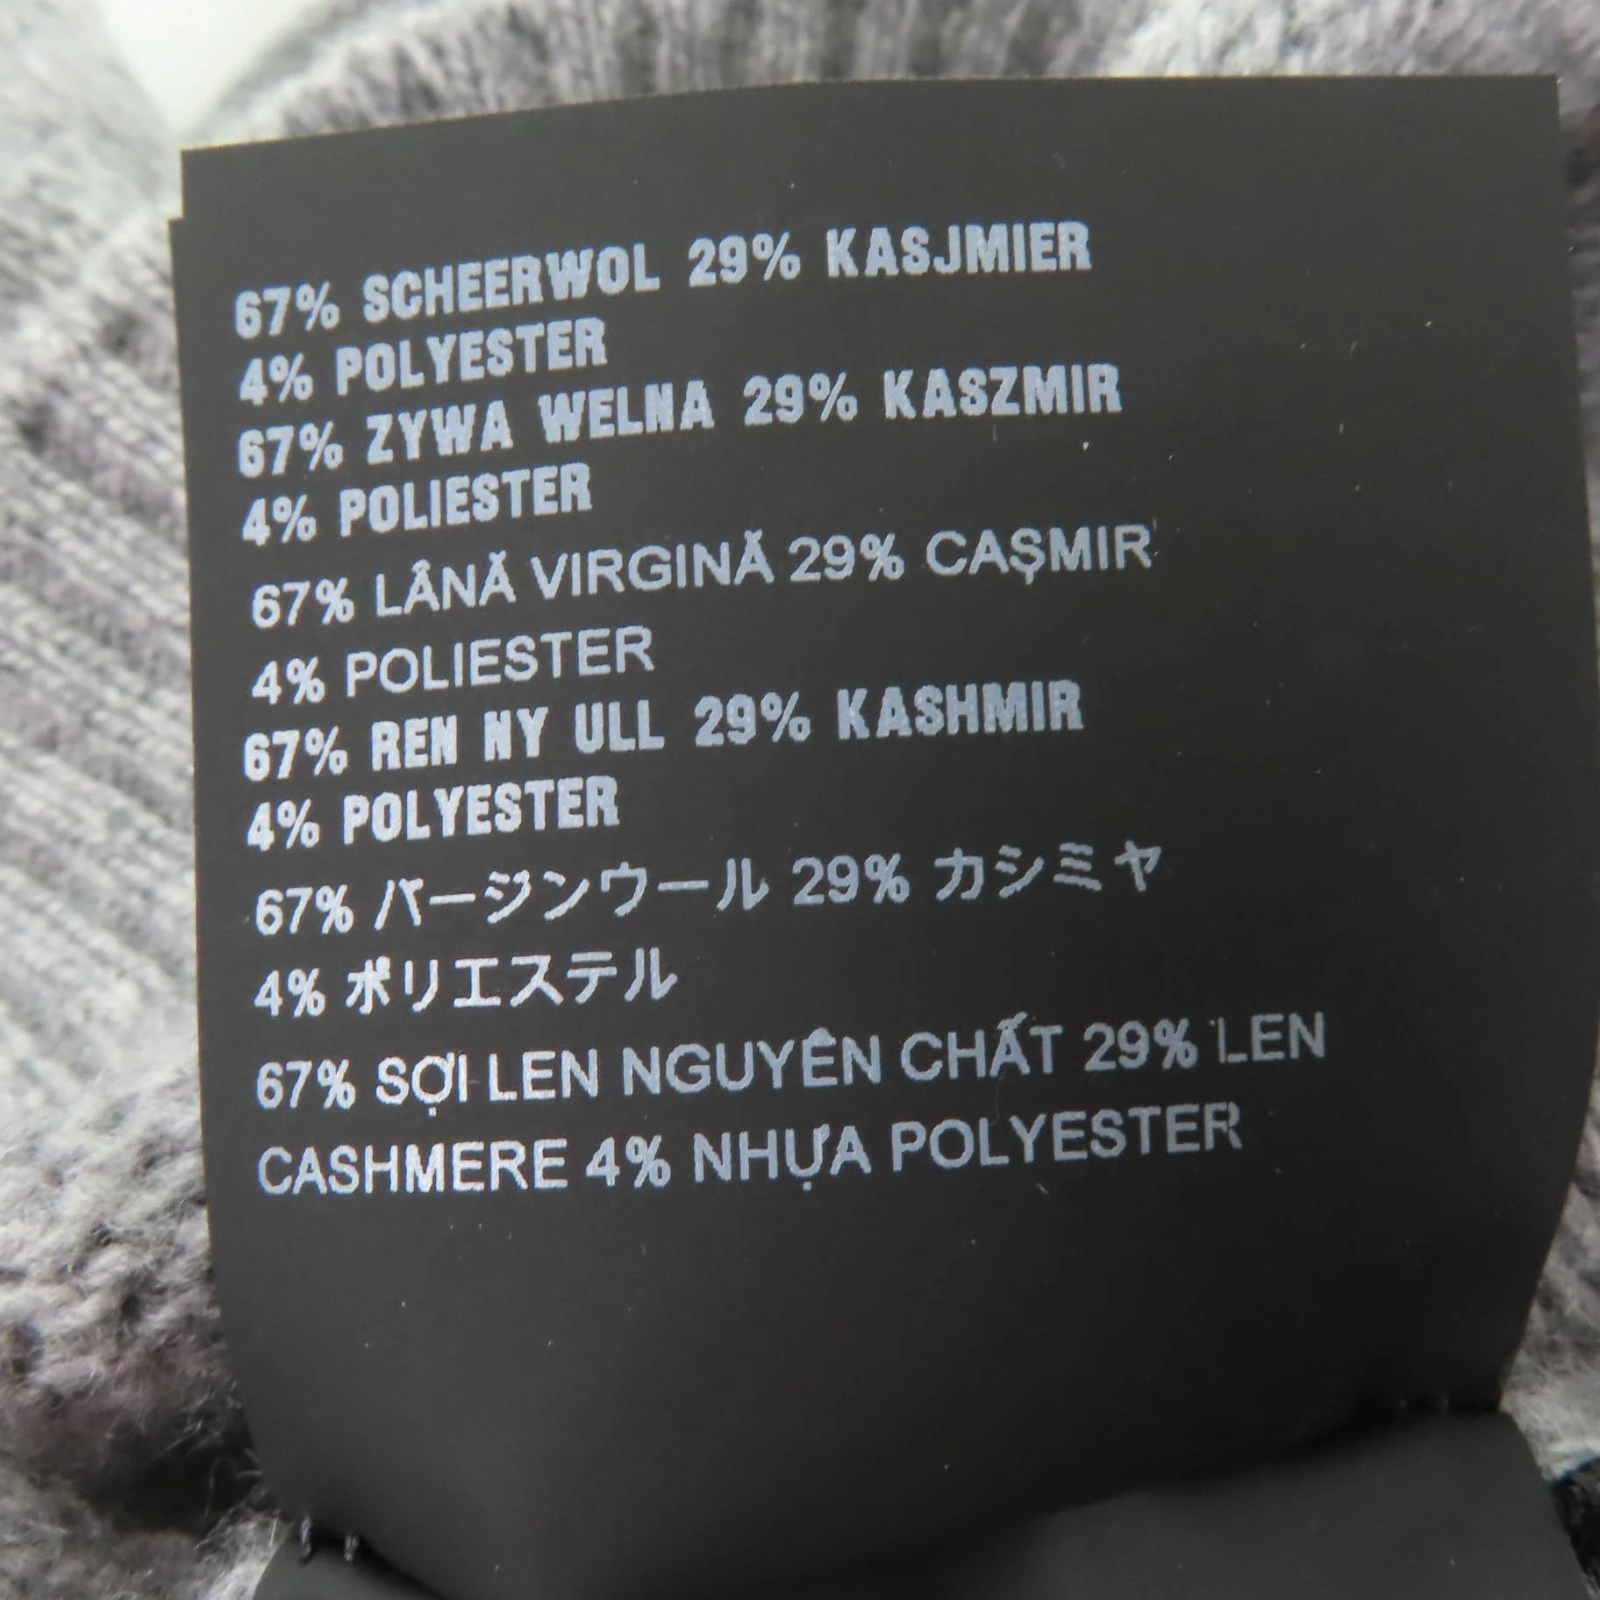 67% SCHEERWOL 29% KASJMIER
4% POLYESTER
67% ZYWA WELNA 29% KASZMIR
4% POLIESTER
67% LÂNĂ VIRGINĂ 29% CAȘMIR
4% POLIESTER
67% REN NY ULL 29% KASHMIR
4% POLYESTER
67% バージンウール 29% カシミヤ
4% ポリエステル
67% SỢI LEN NGUYÊN CHẤT 29% LEN
CASHMERE 4% NHỰA POLYESTER